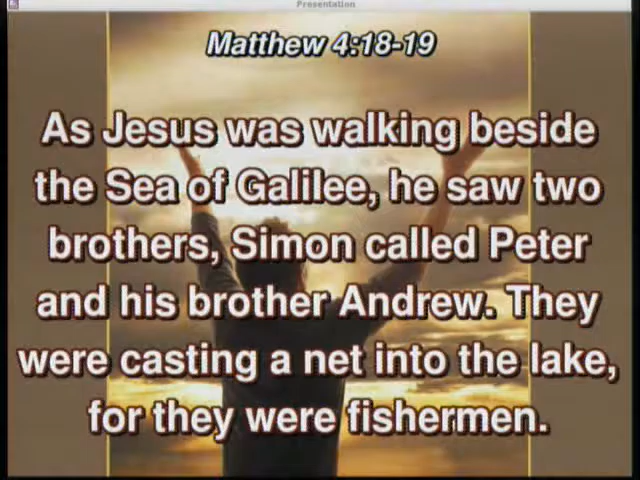 Presentation
Matthew 4:18-19
As Jesus was walking beside
the Sea of Galilee, he saw two
brothers, Simon called Peter
and his brother Andrew. They
were casting a net into the lake,
for they were fishermen.